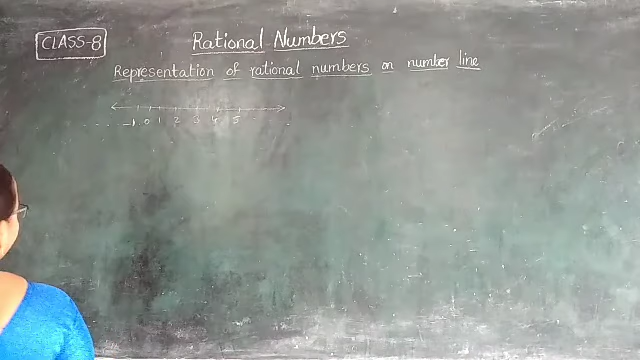 CLASS-8
Rational Numbers
Representation of rational numbers on number line
-1 0 1 2 3 4 5